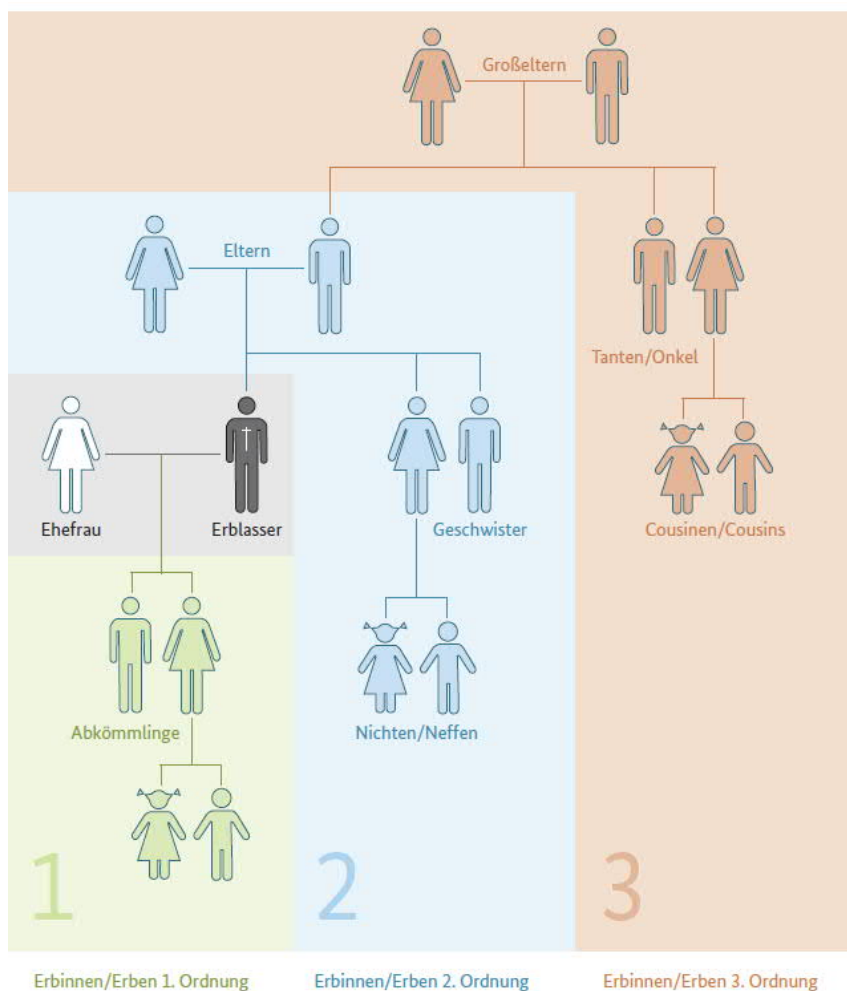 Großeltern
Eltern
Tanten/Onkel
Ehefrau
Erblasser
Geschwister
Cousinen/Cousins
Abkömmlinge
Nichten/Neffen
1
2
3
Erbinnen/Erben 1. Ordnung
Erbinnen/Erben 2. Ordnung
Erbinnen/Erben 3. Ordnung